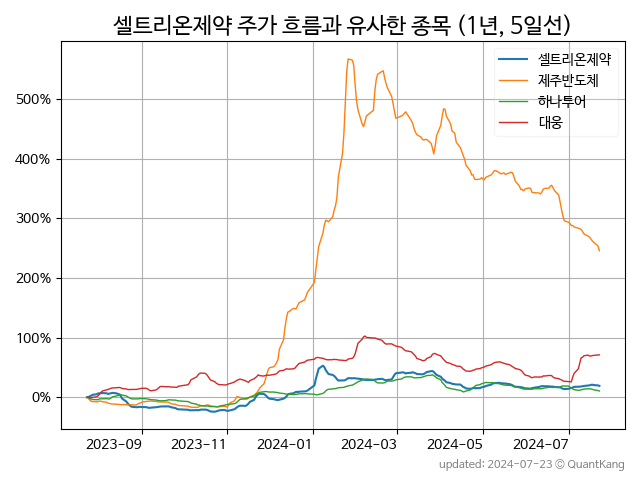 셀트리온제약 주가 흐름과 유사한 종목 (1년, 5일선)
셀트리온제약
제주반도체
하나투어
대웅
500%
400%
300%
200%
100%
0%
2023-09 2023-11 2024-01 2024-03 2024-05 2024-07
updated: 2024-07-23 © QuantKang